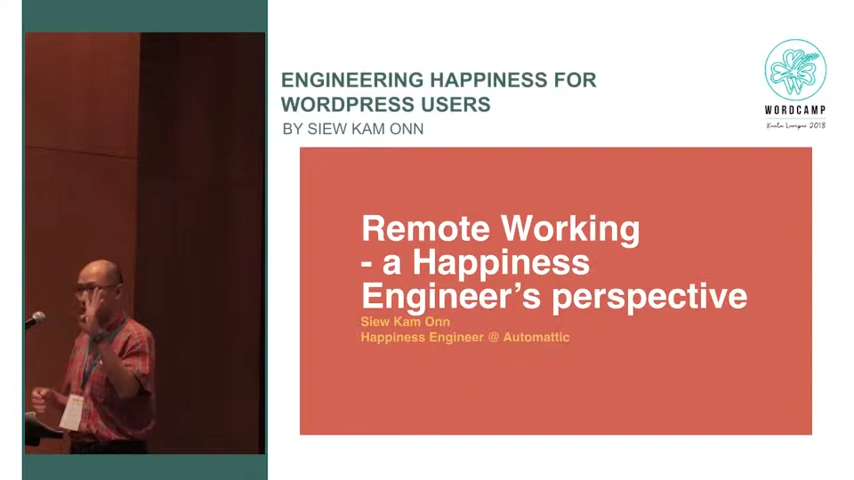 ENGINEERING HAPPINESS FOR
WORDPRESS USERS
BY SIEW KAM ONN
WORDCAMP
Kuala Lumpur 2018
Remote Working
- a Happiness
Engineer’s perspective
Siew Kam Onn
Happiness Engineer @ Automattic